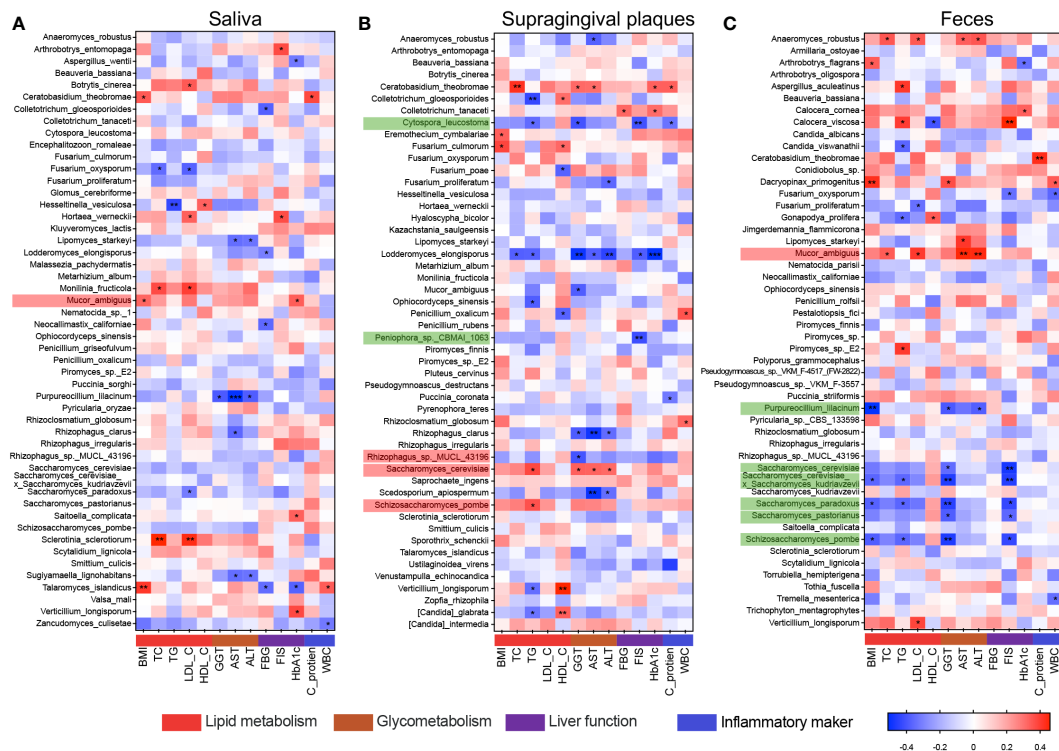 A
Saliva
Anaeromyces_robustus
Arthrobotrys_entomopaga
Aspergillus_wentii
Beauveria_bassiana
Botrytis_cinerea
Ceratobasidium_theobromae
Colletotrichum_gloeosporioides
Colletotrichum_tanaceti
Cytospora_leucostoma
Encephalitozoon_romaleae
Fusarium_culmorum
Fusarium_oxysporum
Fusarium_proliferatum
Glomus_cerebriforme
Hesseltinella_vesiculosa
Hortaea_werneckii
Kluyveromyces_lactis
Lipomyces_starkeyi
Lodderomyces_elongisporus
Malassezia_pachydermatis
Metarhizium_album
Monilinia_fructicola
Mucor_ambiguus
Nematocida_sp._1
Neocallimastix_californiae
Ophiocordyceps_sinensis
Penicillium_griseofulvum
Penicillium_oxalicum
Piromyces_sp._E2
Puccinia_sorghi
Purpureocillium_lilacinum
Pyricularia_oryzae
Rhizoclosmatium_globosum
Rhizophagus_clarus
Rhizophagus_irregularis
Rhizophagus_sp._MUCL_43196
Saccharomyces_cerevisiae
Saccharomyces_cerevisiae_
x_Saccharomyces_kudriavzevii
Saccharomyces_paradoxus
Saccharomyces_pastorianus
Saitoella_complicata
Schizosaccharomyces_pombe
Sclerotinia_sclerotiorum
Scytalidium_lignicola
Smittium_culicis
Sugiyamaella_lignohabitans
Talaromyces_islandicus
Valsa_mali
Verticillium_longisporum
Zancudomyces_culisetae
BMI TC TG LDL_C HDL_C GGT AST ALT FBG FIS HbA1c C_protien WBC
B
Supragingival plaques
Anaeromyces_robustus
Arthrobotrys_entomopaga
Beauveria_bassiana
Botrytis_cinerea
Ceratobasidium_theobromae
Colletotrichum_gloeosporioides
Colletotrichum_tanaceti
Cytospora_leucostoma
Eremothecium_cymbalariae
Fusarium_culmorum
Fusarium_oxysporum
Fusarium_poae
Fusarium_proliferatum
Hesseltinella_vesiculosa
Hortaea_werneckii
Hyaloscypha_bicolor
Kazachstania_saulgeensis
Lipomyces_starkeyi
Lodderomyces_elongisporus
Metarhizium_album
Monilinia_fructicola
Mucor_ambiguus
Ophiocordyceps_sinensis
Penicillium_oxalicum
Penicillium_rubens
Peniophora_sp._CBMAI_1063
Piromyces_finnis
Piromyces_sp._E2
Pluteus_cervinus
Pseudogymnoascus_destructans
Puccinia_coronata
Pyrenophora_teres
Rhizoclosmatium_globosum
Rhizophagus_clarus
Rhizophagus_irregularis
Rhizophagus_sp._MUCL_43196
Saccharomyces_cerevisiae
Saprochaete_ingens
Scedosporium_apiospermum
Schizosaccharomyces_pombe
Sclerotinia_sclerotiorum
Smittium_culicis
Sporothrix_schenckii
Talaromyces_islandicus
Ustilaginoidea_virens
Venustampulla_echinocandica
Verticillium_longisporum
Zopfia_rhizophila
[Candida]_glabrata
[Candida]_intermedia
BMI TC TG LDL_C HDL_C GGT AST ALT FBG FIS HbA1c C_protien WBC
C
Feces
Anaeromyces_robustus
Armillaria_ostoyae
Arthrobotrys_flagrans
Arthrobotrys_oligospora
Aspergillus_aculeatinus
Beauveria_bassiana
Calocera_cornea
Calocera_viscosa
Candida_albicans
Candida_viswanathii
Ceratobasidium_theobromae
Conidiobolus_sp.
Dacryopinax_primogenitus
Fusarium_oxysporum
Fusarium_proliferatum
Gonapodya_prolifera
Jimgerdemannia_flammicorona
Lipomyces_starkeyi
Mucor_ambiguus
Nematocida_parisii
Neocallimastix_californiae
Ophiocordyceps_sinensis
Penicillium_rolfsii
Pestalotiopsis_fici
Piromyces_finnis
Piromyces_sp.
Piromyces_sp._E2
Polyporus_grammocephalus
Pseudogymnoascus_sp._VKM_F-4517_(FW-2822)
Pseudogymnoascus_sp._VKM_F-3557
Puccinia_striiformis
Purpureocillium_lilacinum
Pyricularia_sp._CBS_133598
Rhizoclosmatium_globosum
Rhizophagus_irregularis
Saccharomyces_cerevisiae
Saccharomyces_cerevisiae_
x_Saccharomyces_kudriavzevii
Saccharomyces_kudriavzevii
Saccharomyces_paradoxus
Saccharomyces_pastorianus
Saitoella_complicata
Schizosaccharomyces_pombe
Sclerotinia_sclerotiorum
Scytalidium_lignicola
Torrubiella_hemipterigena
Tothia_fuscella
Tremella_mesenterica
Trichophyton_mentagrophytes
Verticillium_longisporum
BMI TC TG LDL_C HDL_C GGT AST ALT FBG FIS HbA1c C_protien WBC
Lipid metabolism
Glycometabolism
Liver function
Inflammatory maker
-0.4 -0.2 0 0.2 0.4